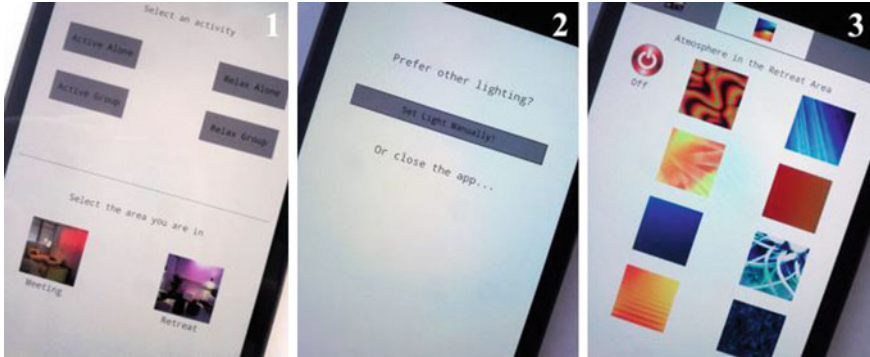 1
Select an activity
Active Alone
Relax Alone
Active Group
Relax Group
Select the area you are in
Meeting
Retreat
2
Prefer other lighting?
Set Light Manually?
Or close the app...
3
Atmosphere in the Retreat Area
Off